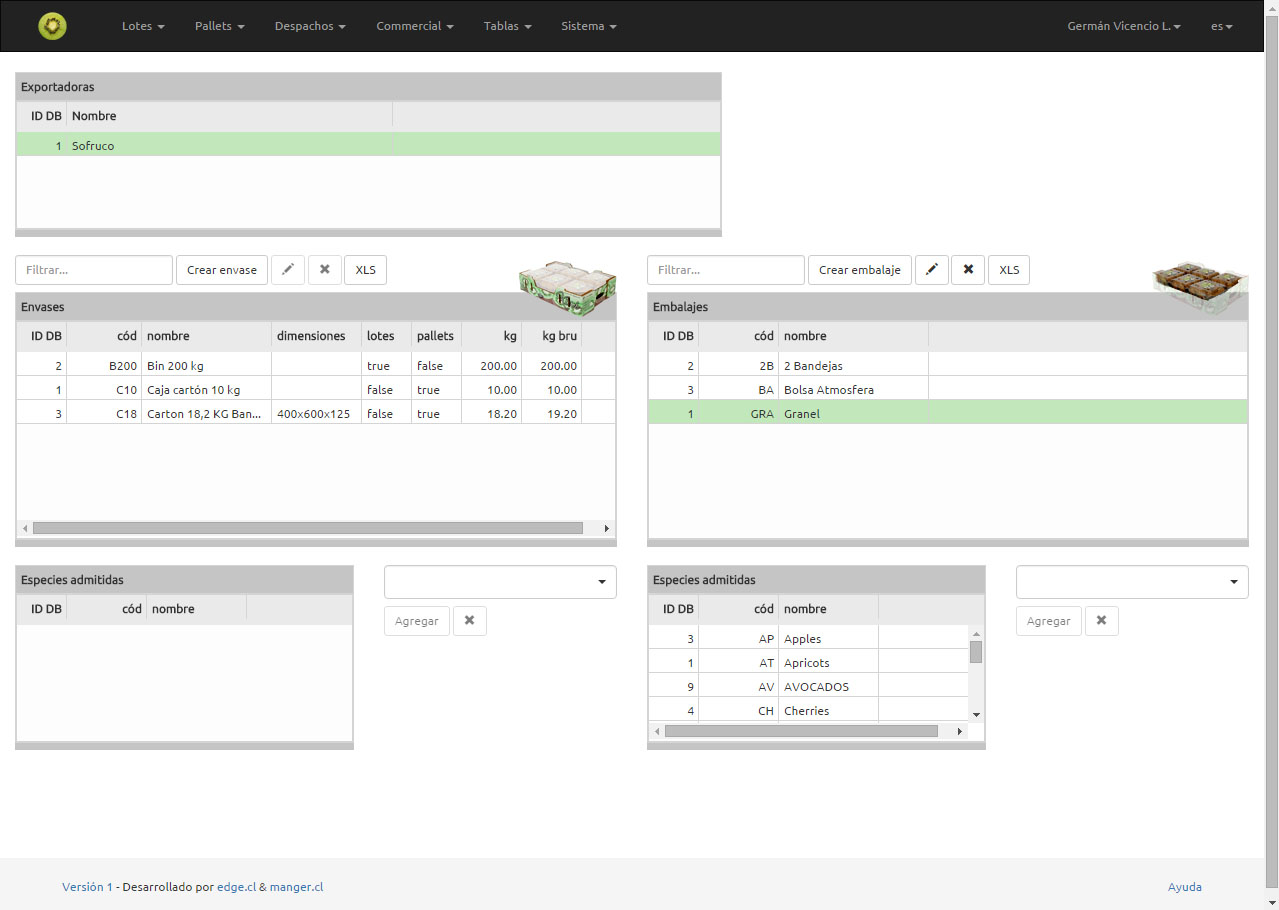 Lotes Pallets Despachos Commercial Tablas Sistema Germán Vicencio L. es
Exportadoras
ID DB Nombre
1 Sofruco
Filtrar... Crear envase XLS
Envases
ID DB cód nombre dimensiones lotes pallets kg kg bru
2 B200 Bin 200 kg true false 200.00 200.00
1 C10 Caja cartón 10 kg false true 10.00 10.00
3 C18 Carton 18,2 KG Ban... 400x600x125 false true 18.20 19.20
Filtrar... Crear embalaje XLS
Embalajes
ID DB cód nombre
2 2B 2 Bandejas
3 BA Bolsa Atmosfera
1 GRA Granel
Especies admitidas
ID DB cód nombre
Agregar
Especies admitidas
ID DB cód nombre
3 AP Apples
1 AT Apricots
9 AV AVOCADOS
4 CH Cherries
Agregar
Versión 1 - Desarrollado por edge.cl & manger.cl Ayuda